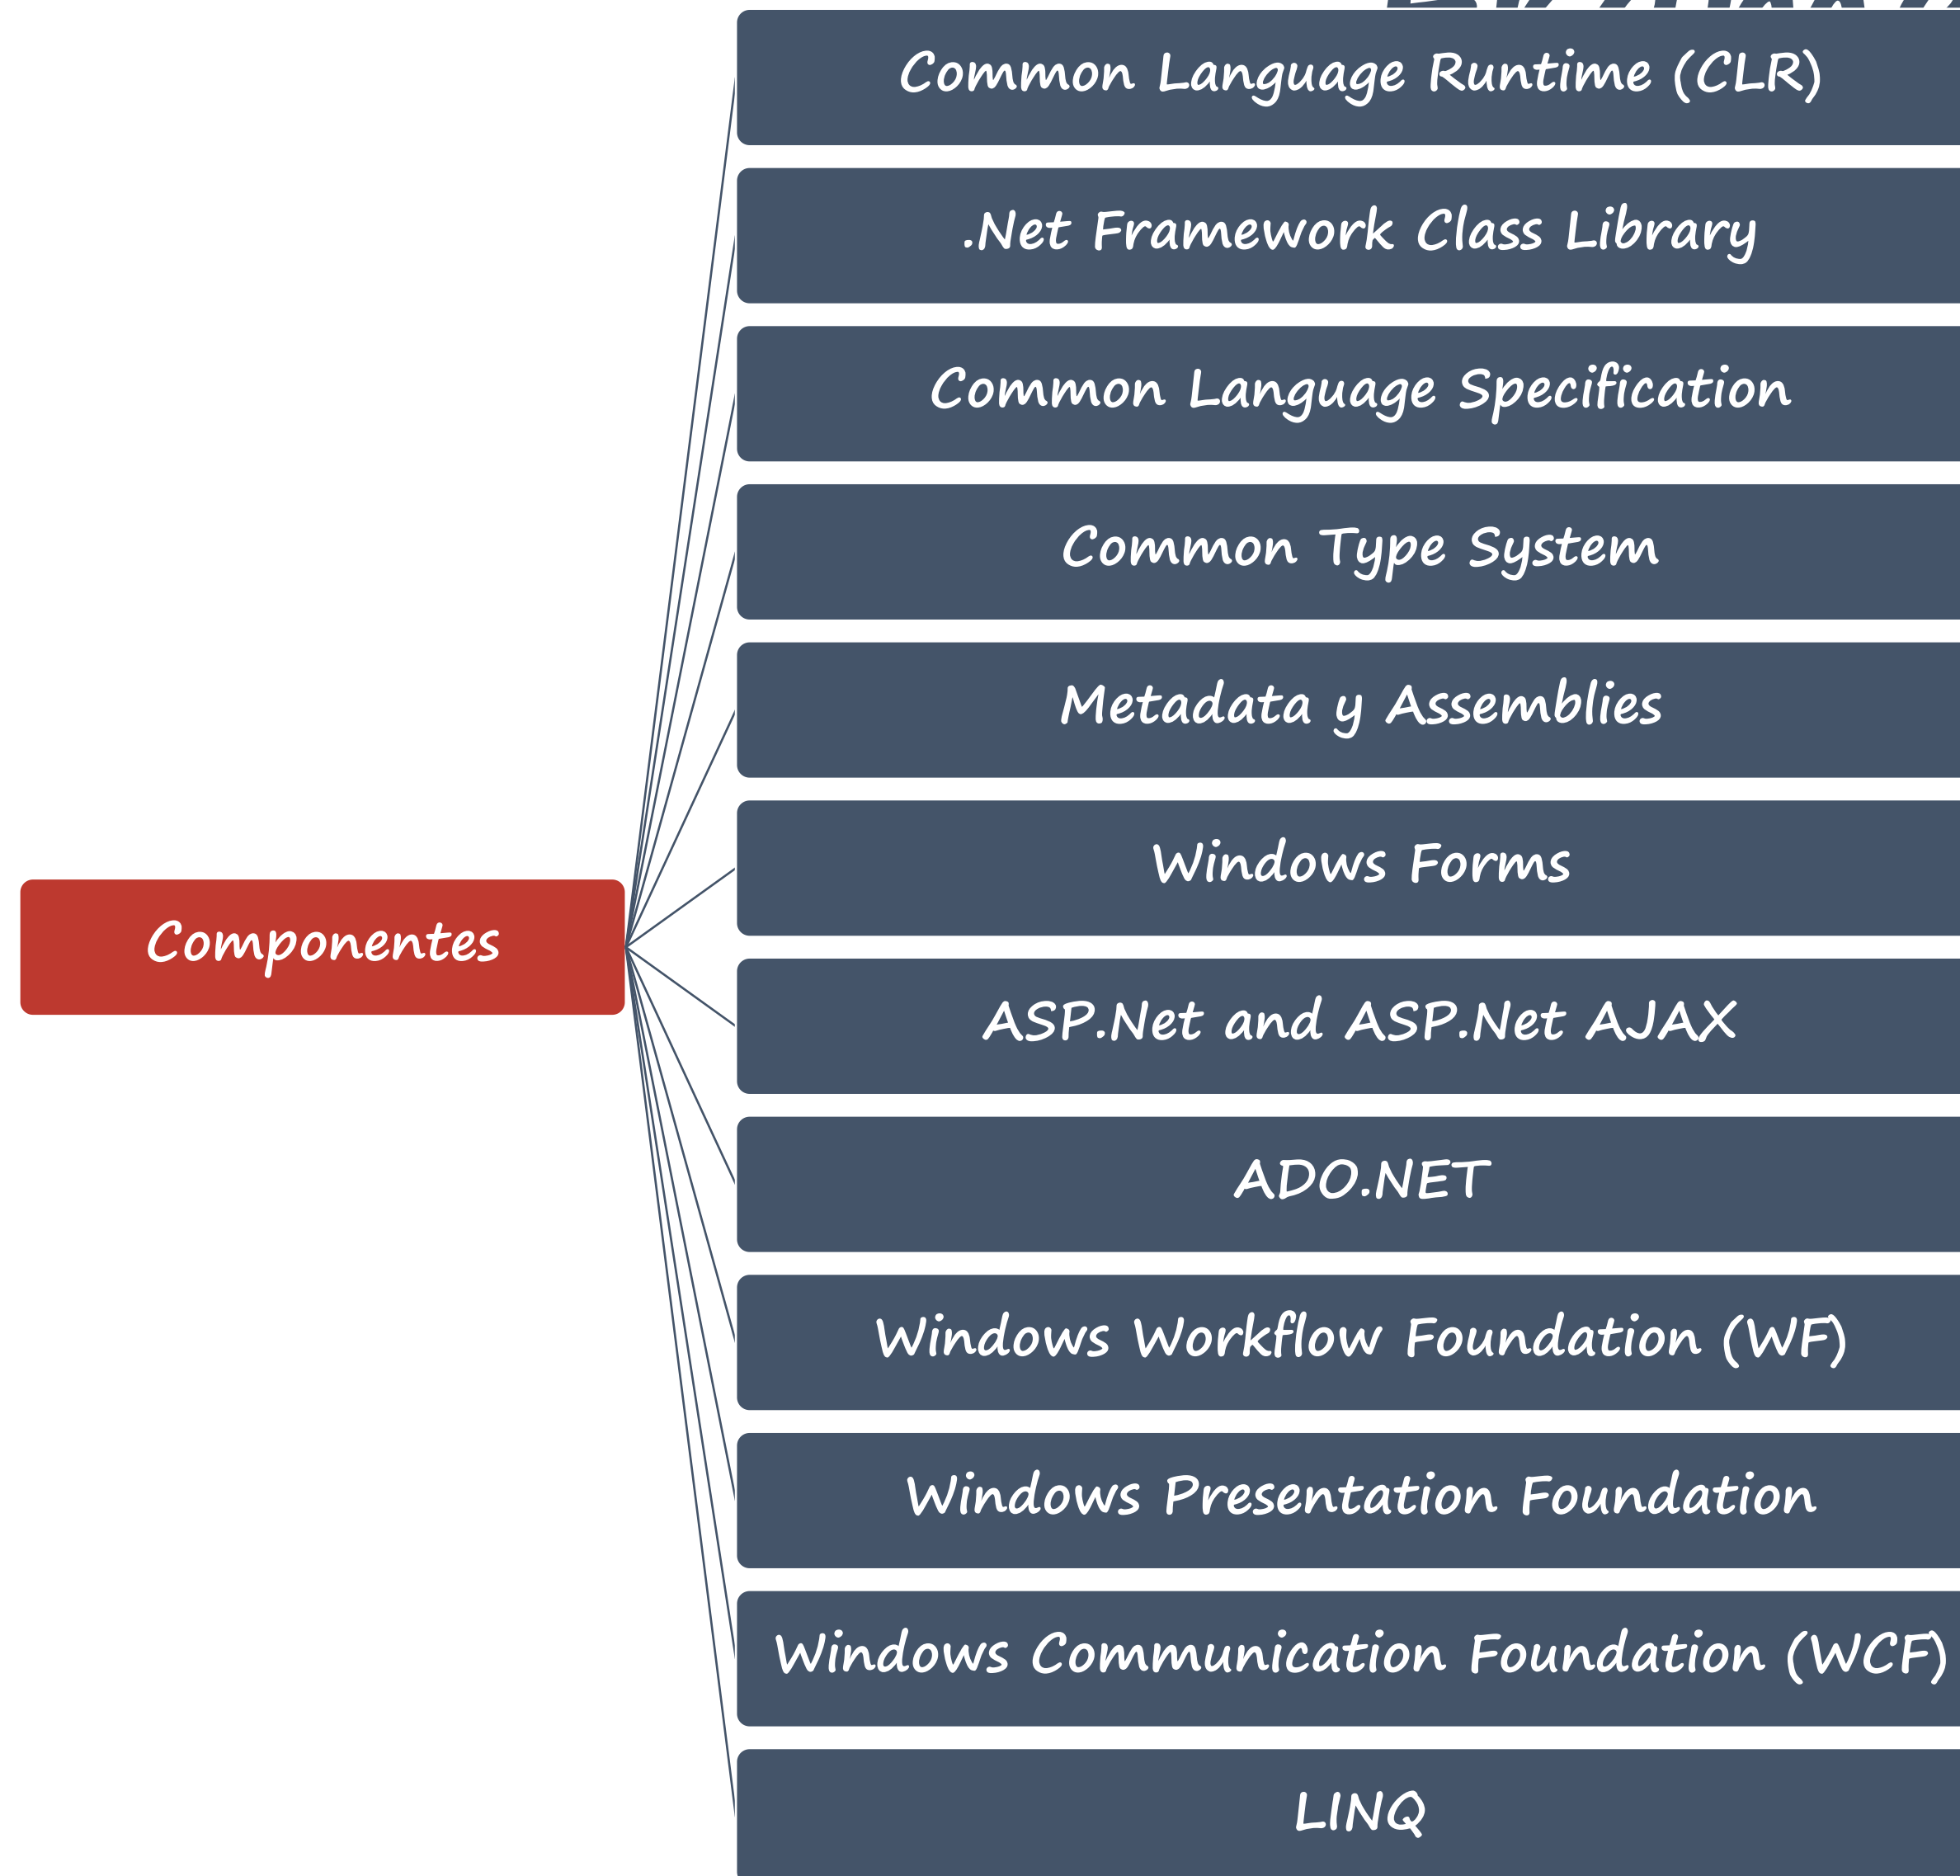 Common Language Runtime (CLR)
.Net Framework Class Library
Common Language Specification
Common Type System
Metadata y Assemblies
Windows Forms
Componentes
ASP.Net and ASP.Net AJAX
ADO.NET
Windows Workflow Foundation (WF)
Windows Presentation Foundation
Windows Communication Foundation (WCF)
LINQ